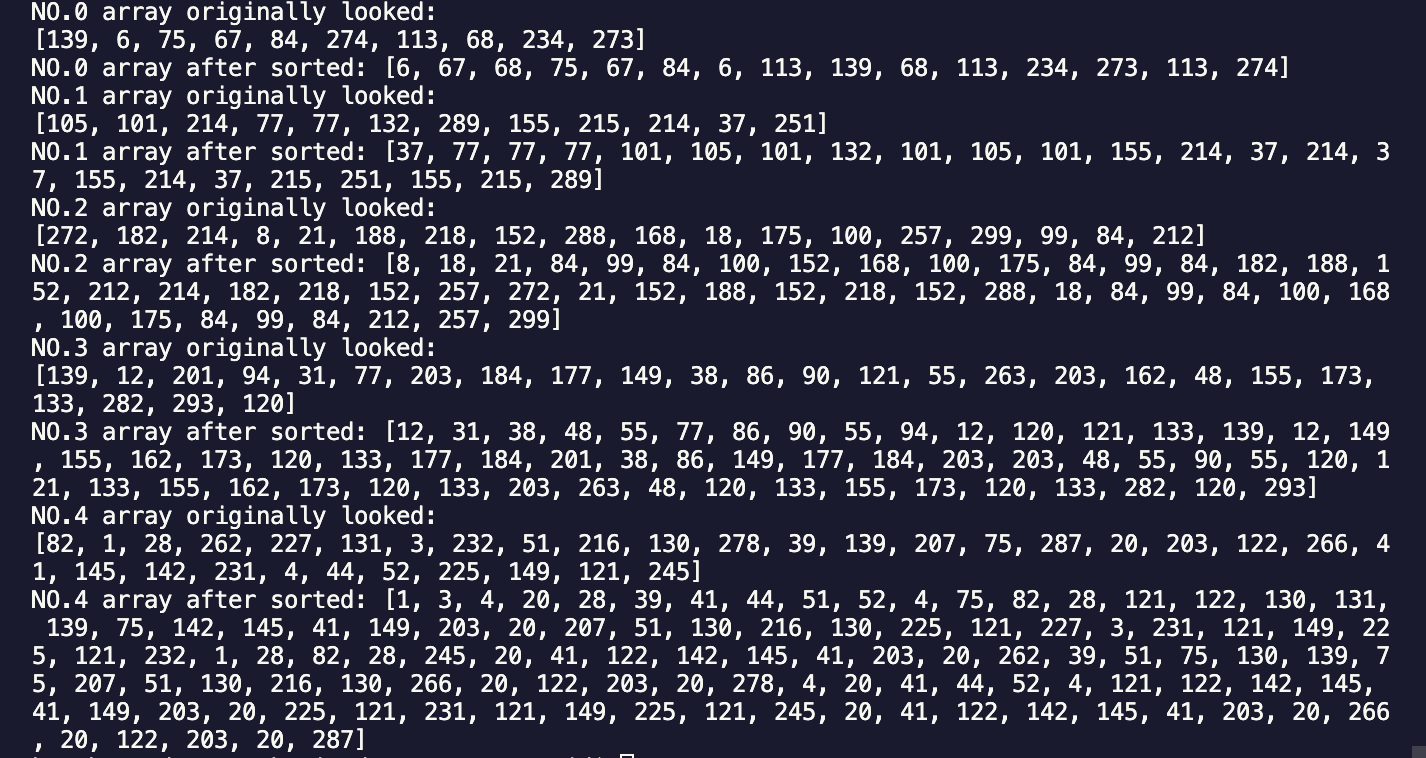 NO.0 array originally looked:
[139, 6, 75, 67, 84, 274, 113, 68, 234, 273]
NO.0 array after sorted: [6, 67, 68, 75, 67, 84, 6, 113, 139, 68, 113, 234, 273, 113, 274]
NO.1 array originally looked:
[105, 101, 214, 77, 77, 132, 289, 155, 215, 214, 37, 251]
NO.1 array after sorted: [37, 77, 77, 77, 101, 105, 101, 132, 101, 105, 101, 155, 214, 37, 214, 3
7, 155, 214, 37, 215, 251, 155, 215, 289]
NO.2 array originally looked:
[272, 182, 214, 8, 21, 188, 218, 152, 288, 168, 18, 175, 100, 257, 299, 99, 84, 212]
NO.2 array after sorted: [8, 18, 21, 84, 99, 84, 100, 152, 168, 100, 175, 84, 99, 84, 182, 188, 1
52, 212, 214, 182, 218, 152, 257, 272, 21, 152, 188, 152, 218, 152, 288, 18, 84, 99, 84, 100, 168
, 100, 175, 84, 99, 84, 212, 257, 299]
NO.3 array originally looked:
[139, 12, 201, 94, 31, 77, 203, 184, 177, 149, 38, 86, 90, 121, 55, 263, 203, 162, 48, 155, 173,
133, 282, 293, 120]
NO.3 array after sorted: [12, 31, 38, 48, 55, 77, 86, 90, 55, 94, 12, 120, 121, 133, 139, 12, 149
, 155, 162, 173, 120, 133, 177, 184, 201, 38, 86, 149, 177, 184, 203, 203, 48, 55, 90, 55, 120, 1
21, 133, 155, 162, 173, 120, 133, 203, 263, 48, 120, 133, 155, 173, 120, 133, 282, 120, 293]
NO.4 array originally looked:
[82, 1, 28, 262, 227, 131, 3, 232, 51, 216, 130, 278, 39, 139, 207, 75, 287, 20, 203, 122, 266, 4
1, 145, 142, 231, 4, 44, 52, 225, 149, 121, 245]
NO.4 array after sorted: [1, 3, 4, 20, 28, 39, 41, 44, 51, 52, 4, 75, 82, 28, 121, 122, 130, 131,
139, 75, 142, 145, 41, 149, 203, 20, 207, 51, 130, 216, 130, 225, 121, 227, 3, 231, 121, 149, 22
5, 121, 232, 1, 28, 82, 28, 245, 20, 41, 122, 142, 145, 41, 203, 20, 262, 39, 51, 75, 130, 139, 7
5, 207, 51, 130, 216, 130, 266, 20, 122, 203, 20, 278, 4, 20, 41, 44, 52, 4, 121, 122, 142, 145,
41, 149, 203, 20, 225, 121, 231, 121, 149, 225, 121, 245, 20, 41, 122, 142, 145, 41, 203, 20, 266
, 20, 122, 203, 20, 287]